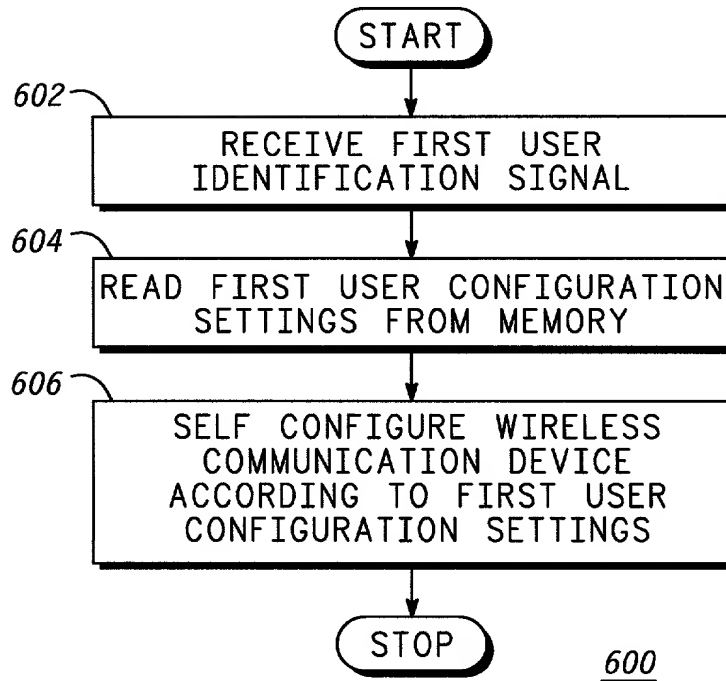 START
602
RECEIVE FIRST USER
IDENTIFICATION SIGNAL
604
READ FIRST USER CONFIGURATION
SETTINGS FROM MEMORY
606
SELF CONFIGURE WIRELESS
COMMUNICATION DEVICE
ACCORDING TO FIRST USER
CONFIGURATION SETTINGS
STOP
600